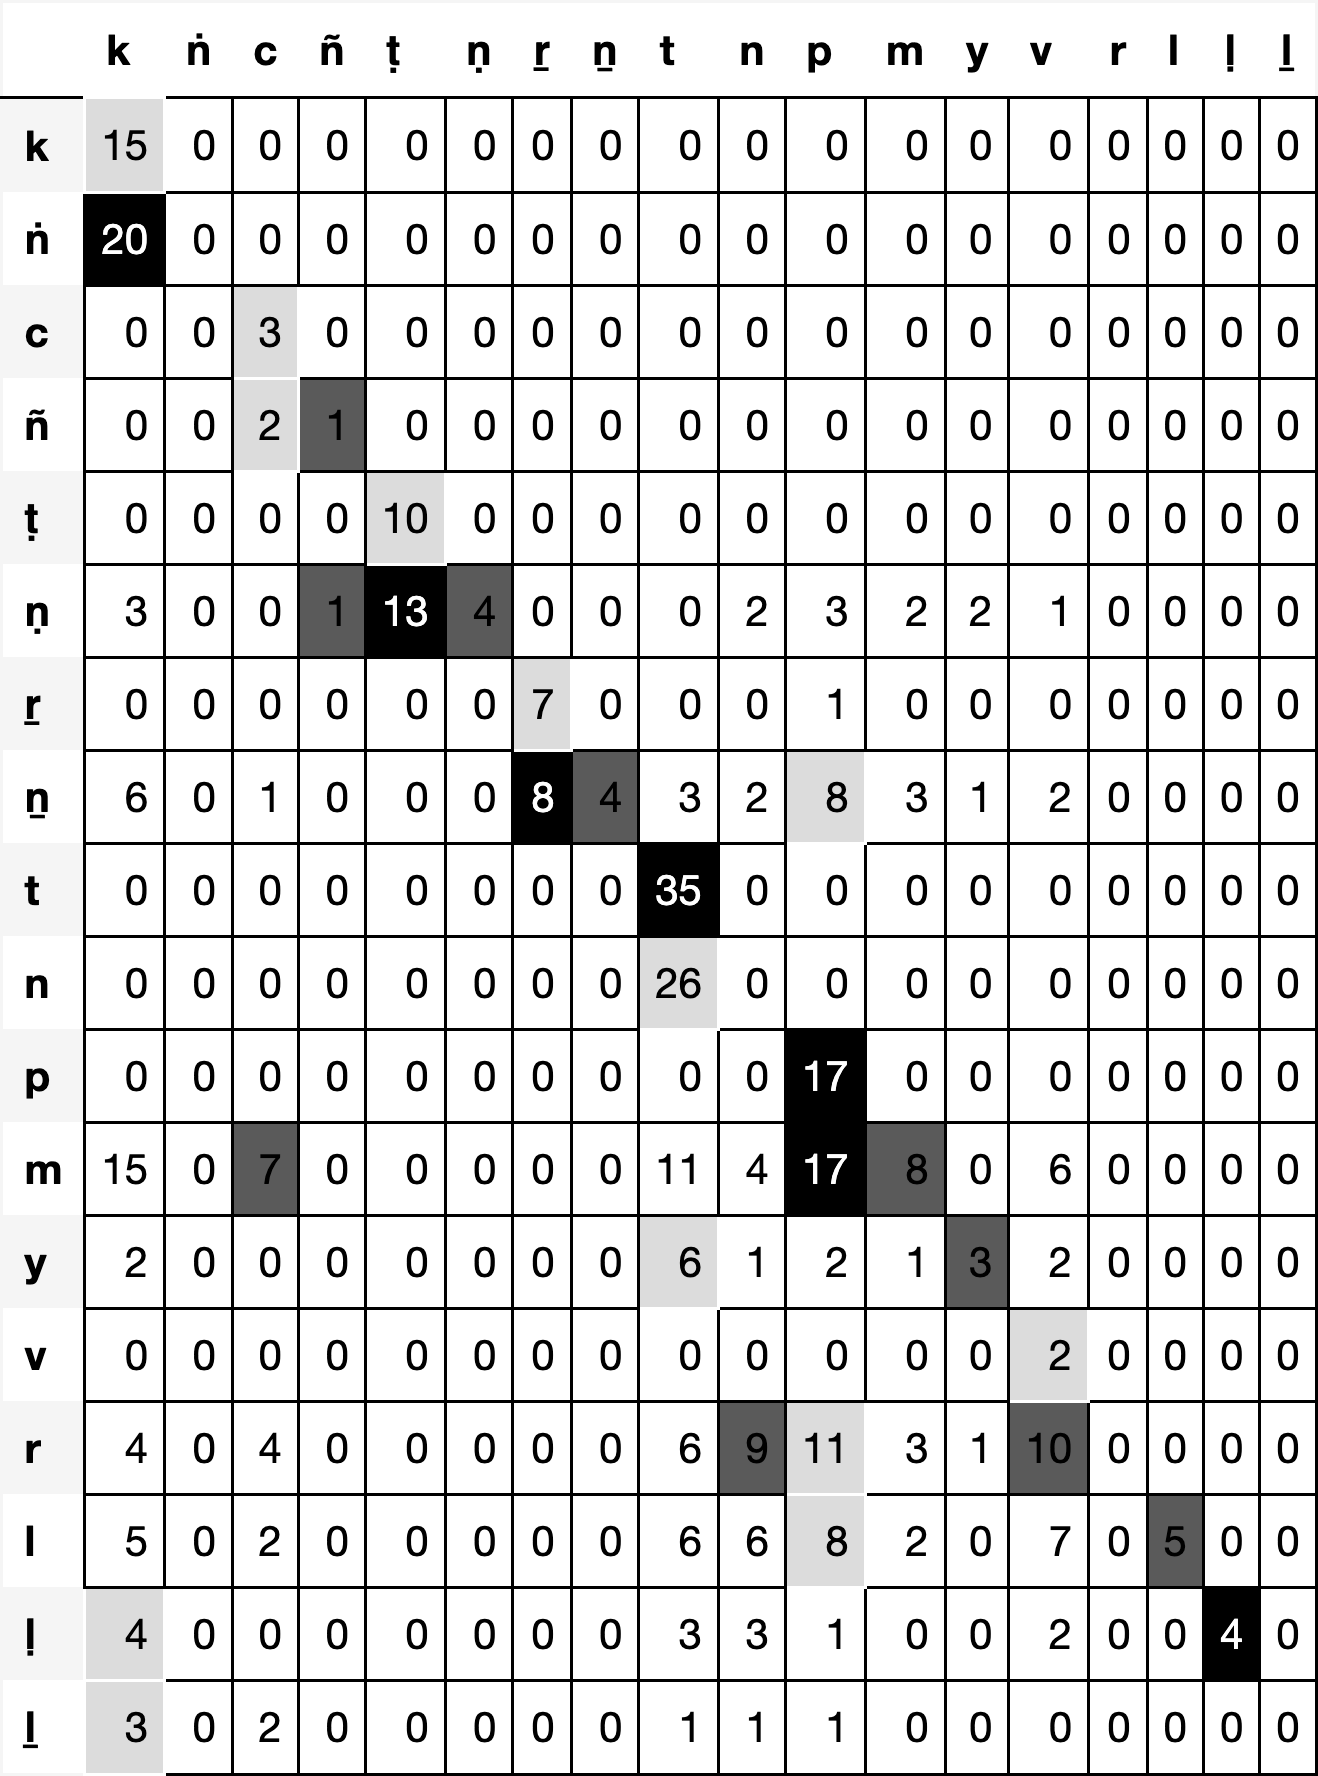 k ṅ c ñ ṭ ṇ ṟ ṉ t n p m y v r l ḷ ḻ
k 15 0 0 0 0 0 0 0 0 0 0 0 0 0 0 0 0 0
ṅ 20 0 0 0 0 0 0 0 0 0 0 0 0 0 0 0 0 0
c 0 0 3 0 0 0 0 0 0 0 0 0 0 0 0 0 0 0
ñ 0 0 2 1 0 0 0 0 0 0 0 0 0 0 0 0 0 0
ṭ 0 0 0 0 10 0 0 0 0 0 0 0 0 0 0 0 0 0
ṇ 3 0 0 1 13 4 0 0 0 2 3 2 2 1 0 0 0 0
ṟ 0 0 0 0 0 0 7 0 0 0 1 0 0 0 0 0 0 0
ṉ 6 0 1 0 0 0 8 4 3 2 8 3 1 2 0 0 0 0
t 0 0 0 0 0 0 0 0 35 0 0 0 0 0 0 0 0 0
n 0 0 0 0 0 0 0 0 26 0 0 0 0 0 0 0 0 0
p 0 0 0 0 0 0 0 0 0 0 17 0 0 0 0 0 0 0
m 15 0 7 0 0 0 0 0 11 4 17 8 0 6 0 0 0 0
y 2 0 0 0 0 0 0 0 6 1 2 1 3 2 0 0 0 0
v 0 0 0 0 0 0 0 0 0 0 0 0 0 2 0 0 0 0
r 4 0 4 0 0 0 0 0 6 9 11 3 1 10 0 0 0 0
l 5 0 2 0 0 0 0 0 6 6 8 2 0 7 0 5 0 0
ḷ 4 0 0 0 0 0 0 0 3 3 1 0 0 2 0 0 4 0
ḻ 3 0 2 0 0 0 0 0 1 1 1 0 0 0 0 0 0 0